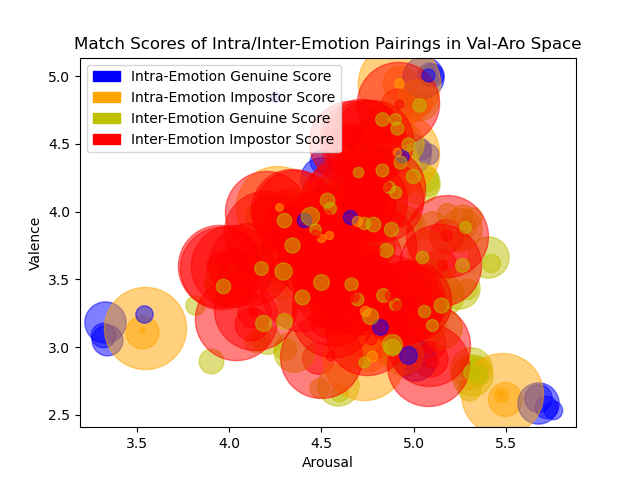 Match Scores of Intra/Inter-Emotion Pairings in Val-Aro Space
Intra-Emotion Genuine Score
Intra-Emotion Impostor Score
Inter-Emotion Genuine Score
Inter-Emotion Impostor Score
Valence
5.0
4.5
4.0
3.5
3.0
2.5
3.5
4.0
4.5
5.0
5.5
Arousal